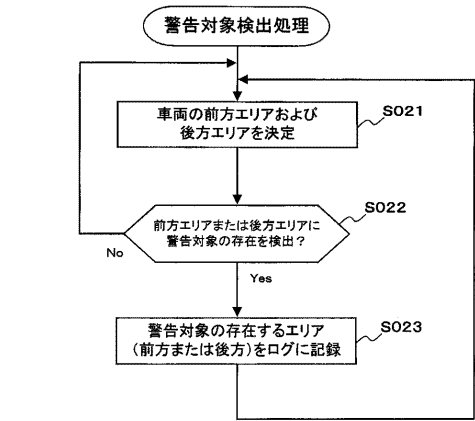 警告対象検出処理
車両の前方エリアおよび
後方エリアを決定
S021
前方エリアまたは後方エリアに
警告対象の存在を検出？
S022
No
Yes
警告対象の存在するエリア
（前方または後方）をログに記録
S023